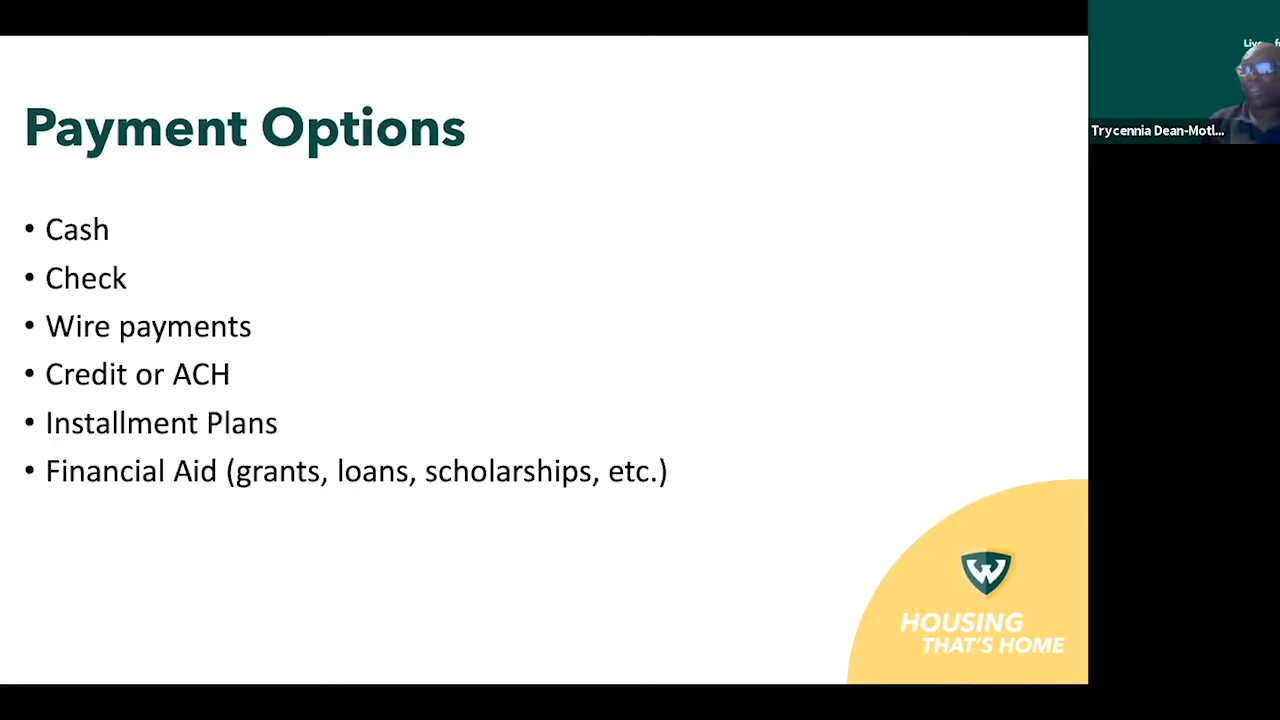 Payment Options
• Cash
• Check
• Wire payments
• Credit or ACH
• Installment Plans
• Financial Aid (grants, loans, scholarships, etc.)
W
HOUSING
THAT'S HOME
Trycennia Dean-Motl...